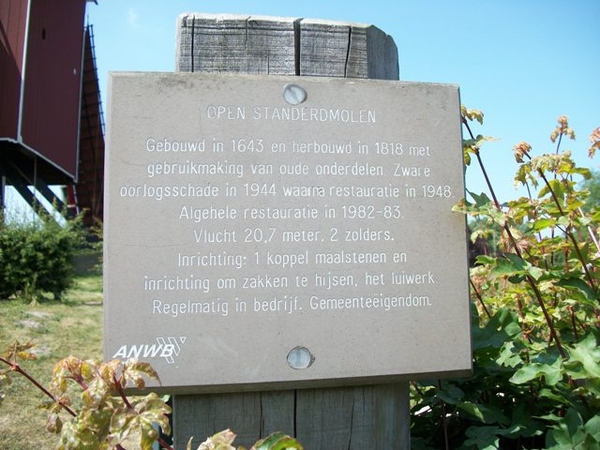 OPEN STANDERDMOLEN
Gebouwd in 1643 en herbouwd in 1818 met
gebruikmaking van oude onderdelen. Zware
oorlogsschade in 1944 waarna restauratie in 1948.
Algehele restauratie in 1982-83.
Vlucht 20,7 meter. 2 zolders.
Inrichting: 1 koppel maalstenen en
inrichting om zakken te hijsen, het luiwerk
Regelmatig in bedrijf. Gemeenteeigendom.
ANWB